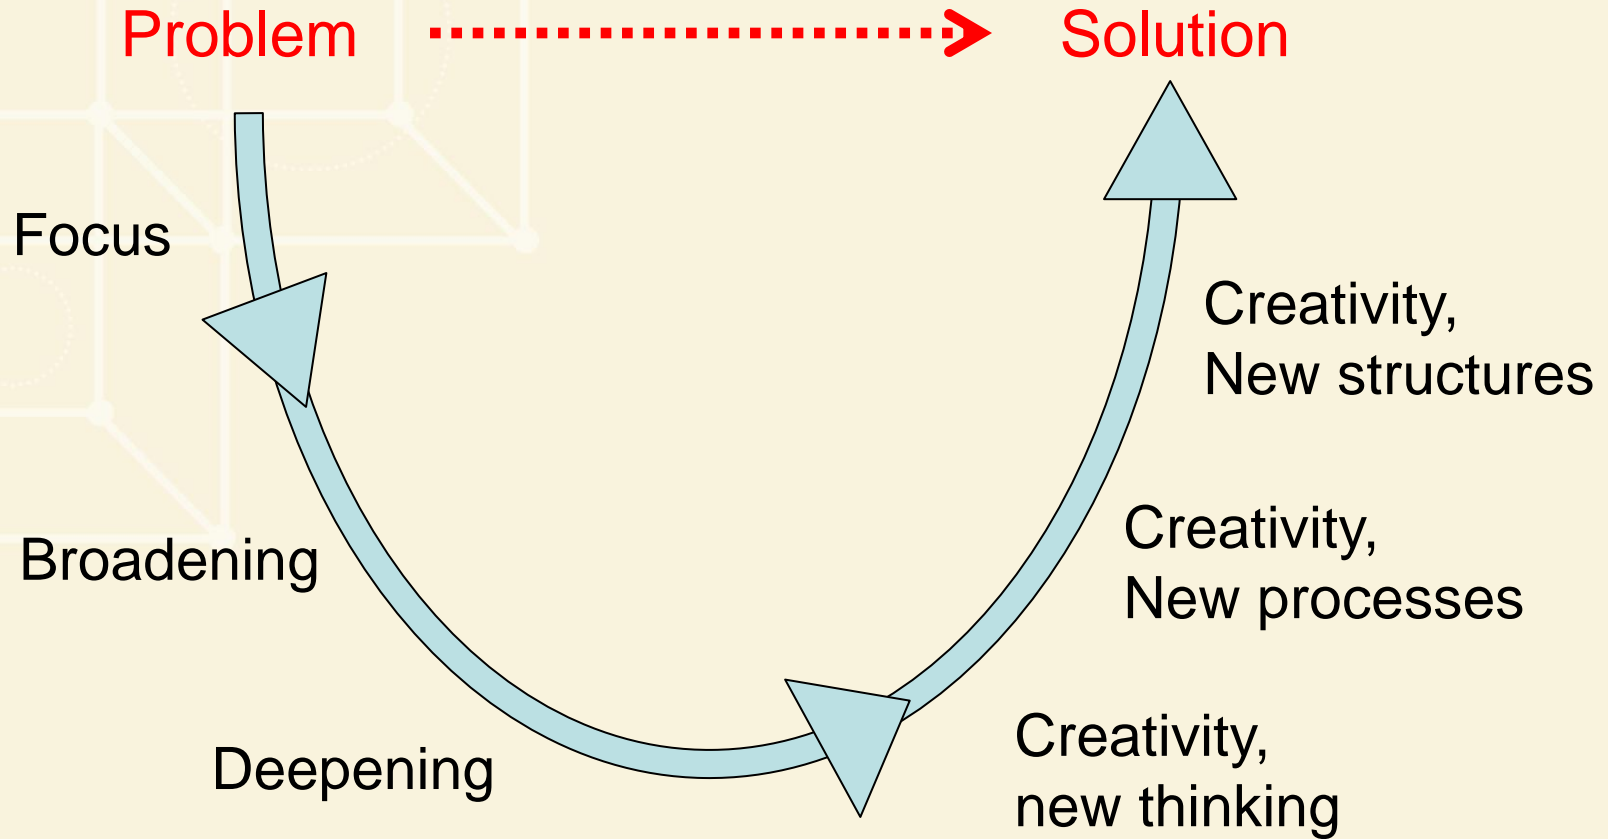 Problem
Solution
Focus
Broadening
Deepening
Creativity,
new thinking
Creativity,
New processes
Creativity,
New structures